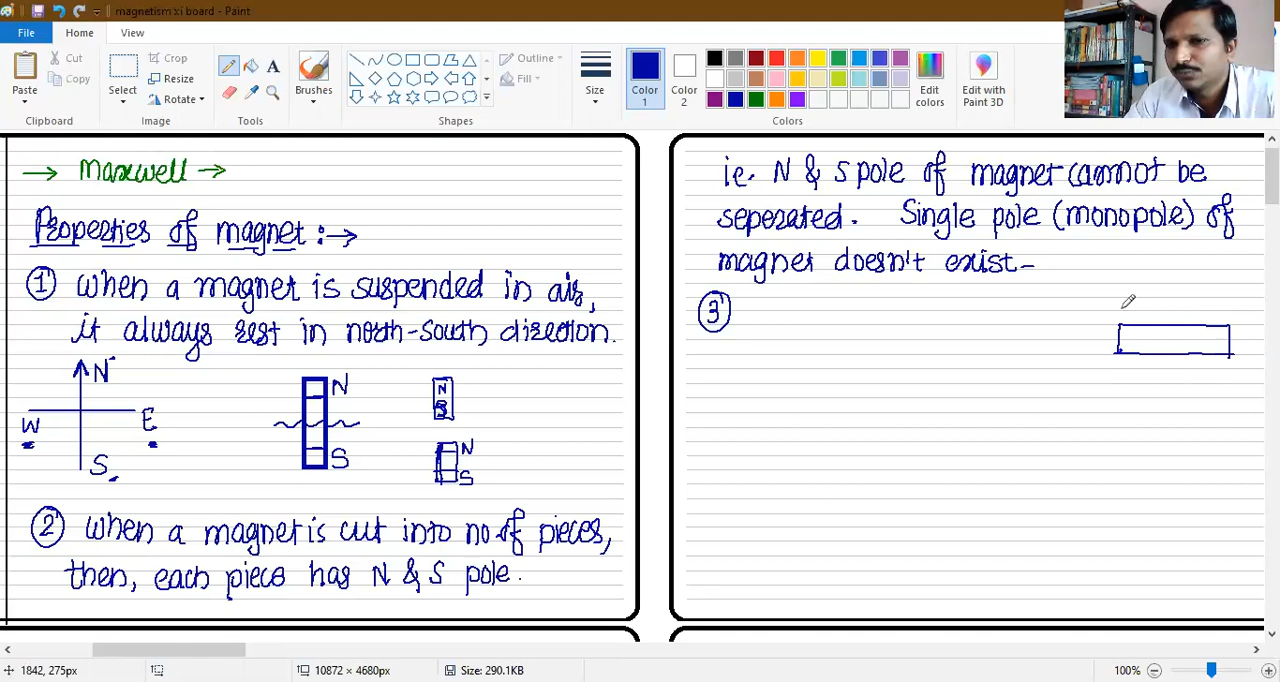 magnetism xi board - Paint
File
Home
View
Paste
Cut
Copy
Clipboard
Select
Crop
Resize
Rotate
Image
Tools
Brushes
Shapes
Outline
Fill
Size
Color 1
Color 2
Edit colors
Edit with Paint 3D
Colors
→ Maxwell →
Properties of magnet :→
① when a magnet is suspended in air,
it always rest in north-south direction.
N
W
E
S
N
S
N
S
N
S
② when a magnet is cut into no. of pieces,
then, each piece has N & S pole.
ie. N & S pole of magnet cannot be
seperated. Single pole (monopole) of
magnet doesn't exist-
③
1842, 275px
10872 × 4680px
Size: 290.1KB
100%